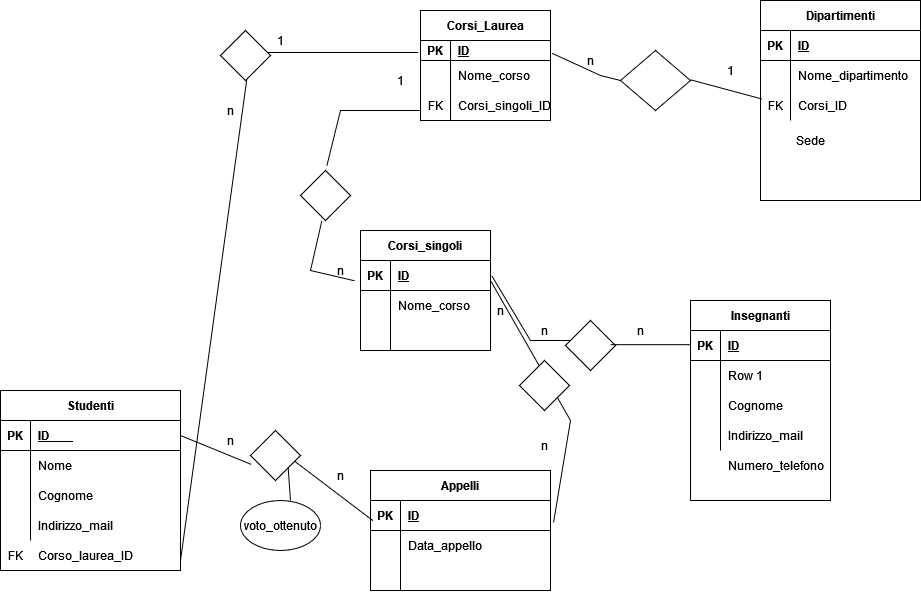 Corsi_Laurea
PK ID
Nome_corso
FK Corsi_singoli_ID
Dipartimenti
PK ID
Nome_dipartimento
FK Corsi_ID
Sede
1
n
n
1
1
n
Corsi_singoli
PK ID
Nome_corso
n
n
n
n
Insegnanti
PK ID
Row 1
Cognome
Indirizzo_mail
Numero_telefono
Studenti
PK ID
Nome
Cognome
Indirizzo_mail
FK Corso_laurea_ID
n
n
voto_ottenuto
Appelli
PK ID
Data_appello